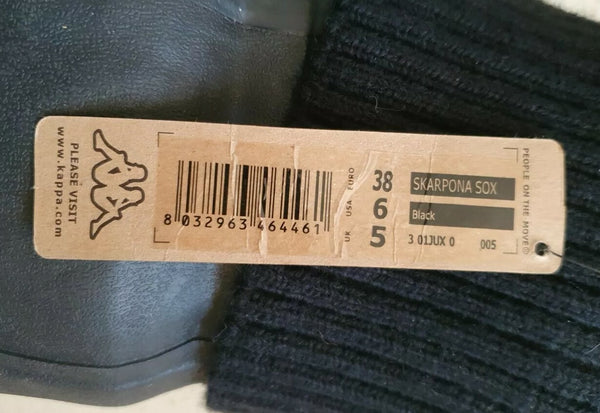 PLEASE VISIT
www.kappa.com
8 032963 464461
EURO 38
USA 6
UK 5
SKARPONA SOX
Black
3 01JUX 0 005
PEOPLE ON THE MOVE®